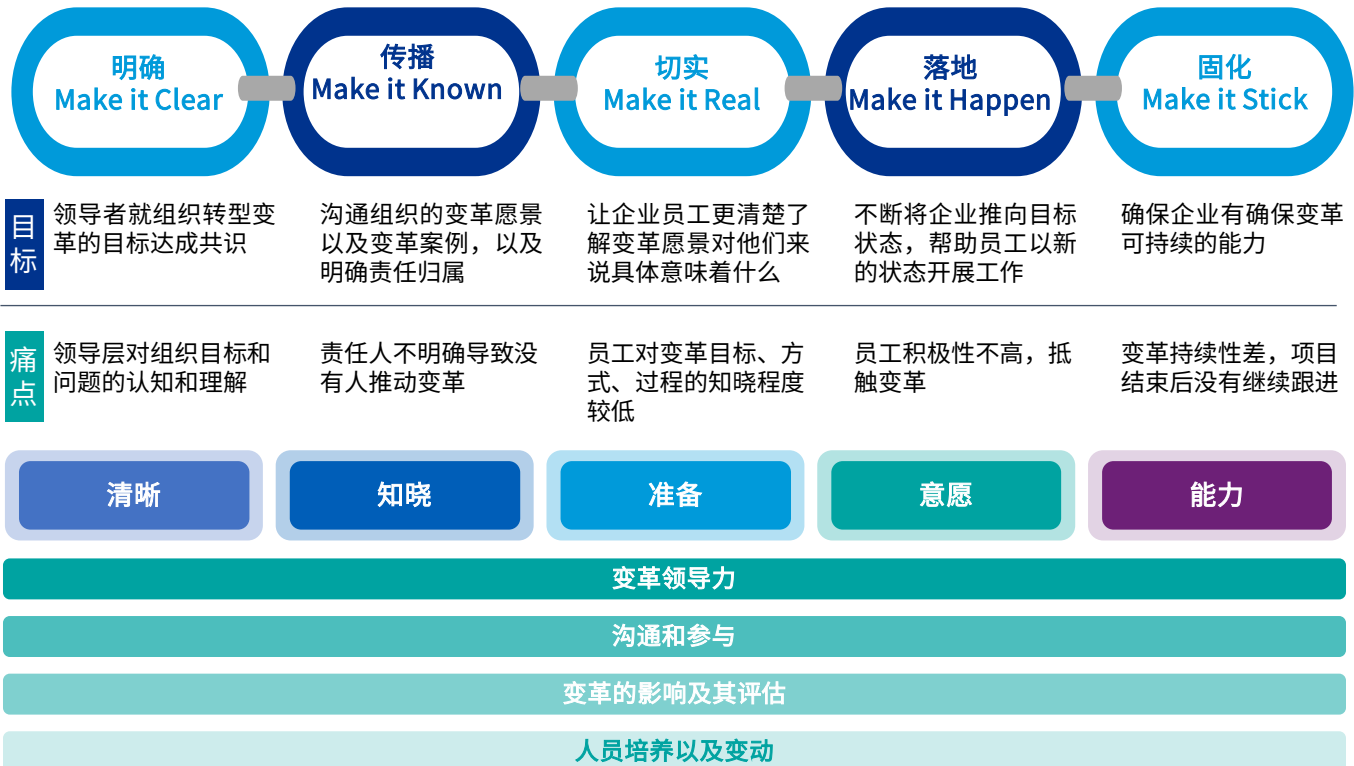 明确
Make it Clear
传播
Make it Known
切实
Make it Real
落地
Make it Happen
固化
Make it Stick
目标
领导者就组织转型变
革的目标达成共识
沟通组织的变革愿景
以及变革案例，以及
明确责任归属
让企业员工更清楚了
解变革愿景对他们来
说具体意味着什么
不断将企业推向目标
状态，帮助员工以新
的状态开展工作
确保企业有确保变革
可持续的能力
痛点
领导层对组织目标和
问题的认知和理解
责任人不明确导致没
有人推动变革
员工对变革目标、方
式、过程的知晓程度
较低
员工积极性不高，抵
触变革
变革持续性差，项目
结束后没有继续跟进
清晰
知晓
准备
意愿
能力
变革领导力
沟通和参与
变革的影响及其评估
人员培养以及变动